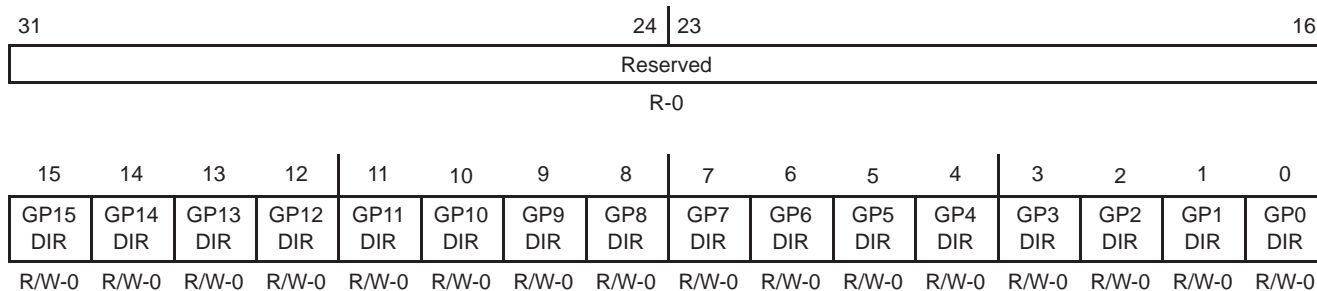 31 24 23 16
Reserved
R-0
15 14 13 12 11 10 9 8 7 6 5 4 3 2 1 0
GP15 GP14 GP13 GP12 GP11 GP10 GP9 GP8 GP7 GP6 GP5 GP4 GP3 GP2 GP1 GP0
DIR DIR DIR DIR DIR DIR DIR DIR DIR DIR DIR DIR DIR DIR DIR DIR
R/W-0 R/W-0 R/W-0 R/W-0 R/W-0 R/W-0 R/W-0 R/W-0 R/W-0 R/W-0 R/W-0 R/W-0 R/W-0 R/W-0 R/W-0 R/W-0